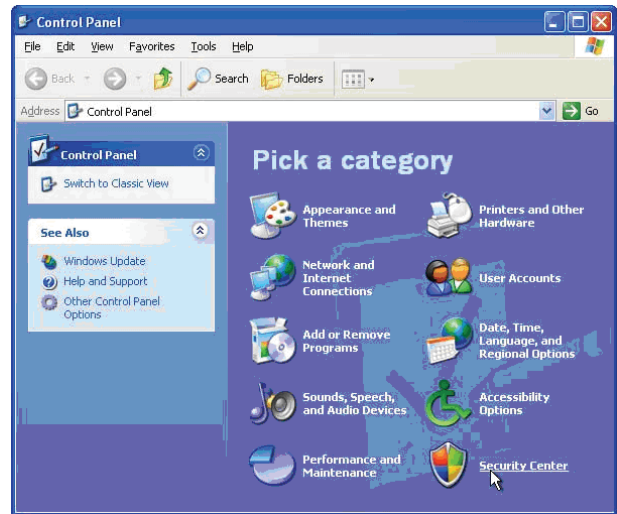 Control Panel
File Edit View Favorites Tools Help
Back Search Folders
Address Control Panel Go
Control Panel
Switch to Classic View
See Also
Windows Update
Help and Support
Other Control Panel
Options
Pick a category
Appearance and
Themes
Printers and Other
Hardware
Network and
Internet
Connections
User Accounts
Add or Remove
Programs
Date, Time,
Language, and
Regional Options
Sounds, Speech,
and Audio Devices
Accessibility
Options
Performance and
Maintenance
Security Center